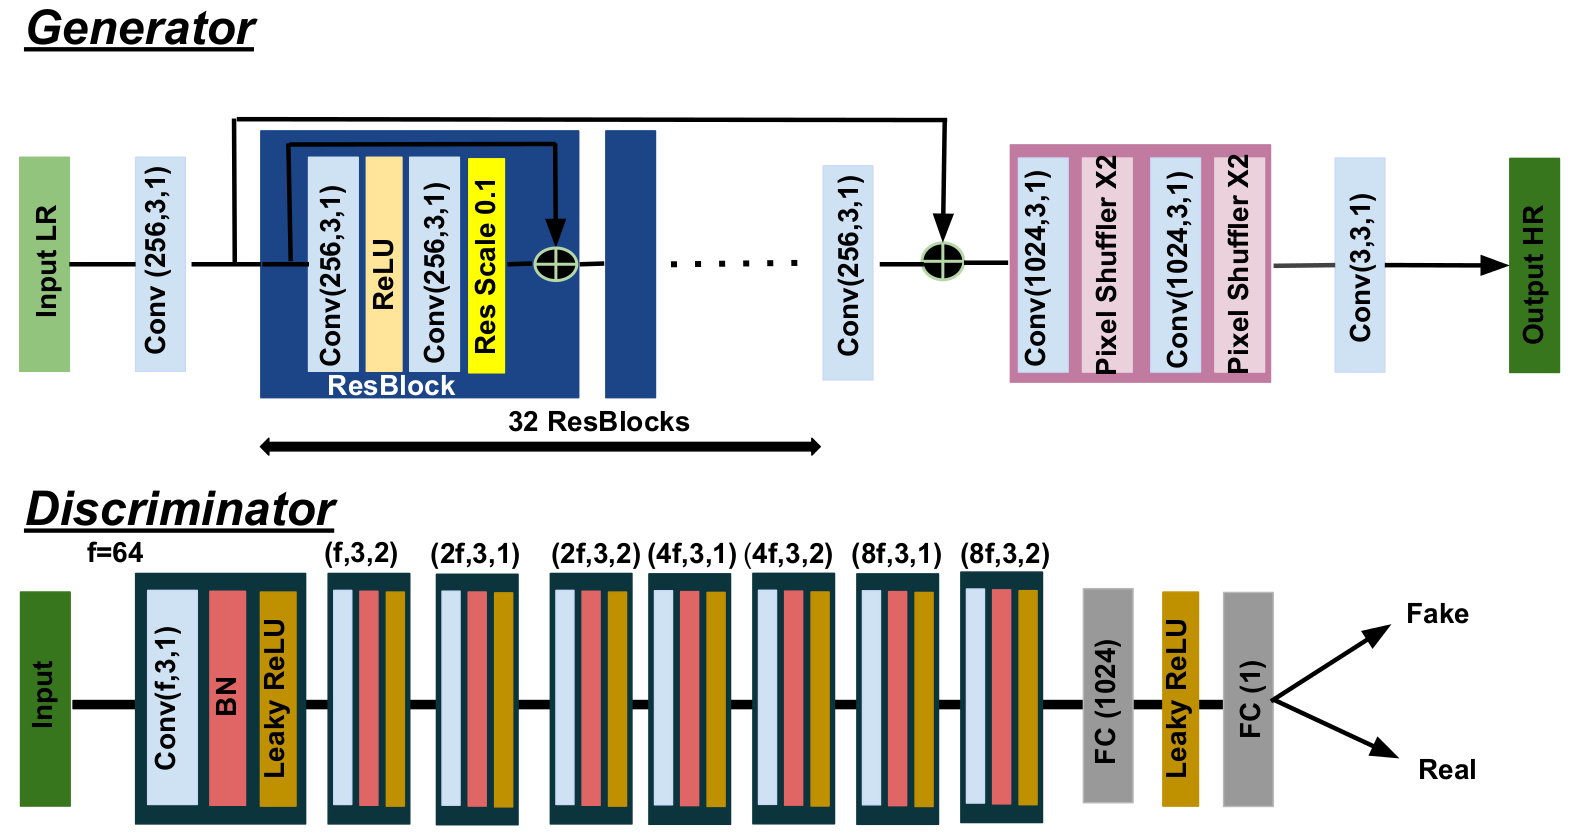 Generator
Input LR
Conv (256,3,1)
Conv(256,3,1)
ReLU
Conv(256,3,1)
Res Scale 0.1
ResBlock
32 ResBlocks
Conv(256,3,1)
Conv(1024,3,1)
Pixel Shuffler X2
Conv(1024,3,1)
Pixel Shuffler X2
Conv(3,3,1)
Output HR
Discriminator
f=64
(f,3,2)
(2f,3,1)
(2f,3,2)
(4f,3,1)
(4f,3,2)
(8f,3,1)
(8f,3,2)
Input
Conv(f,3,1)
BN
Leaky ReLU
FC (1024)
Leaky ReLU
FC (1)
Fake
Real